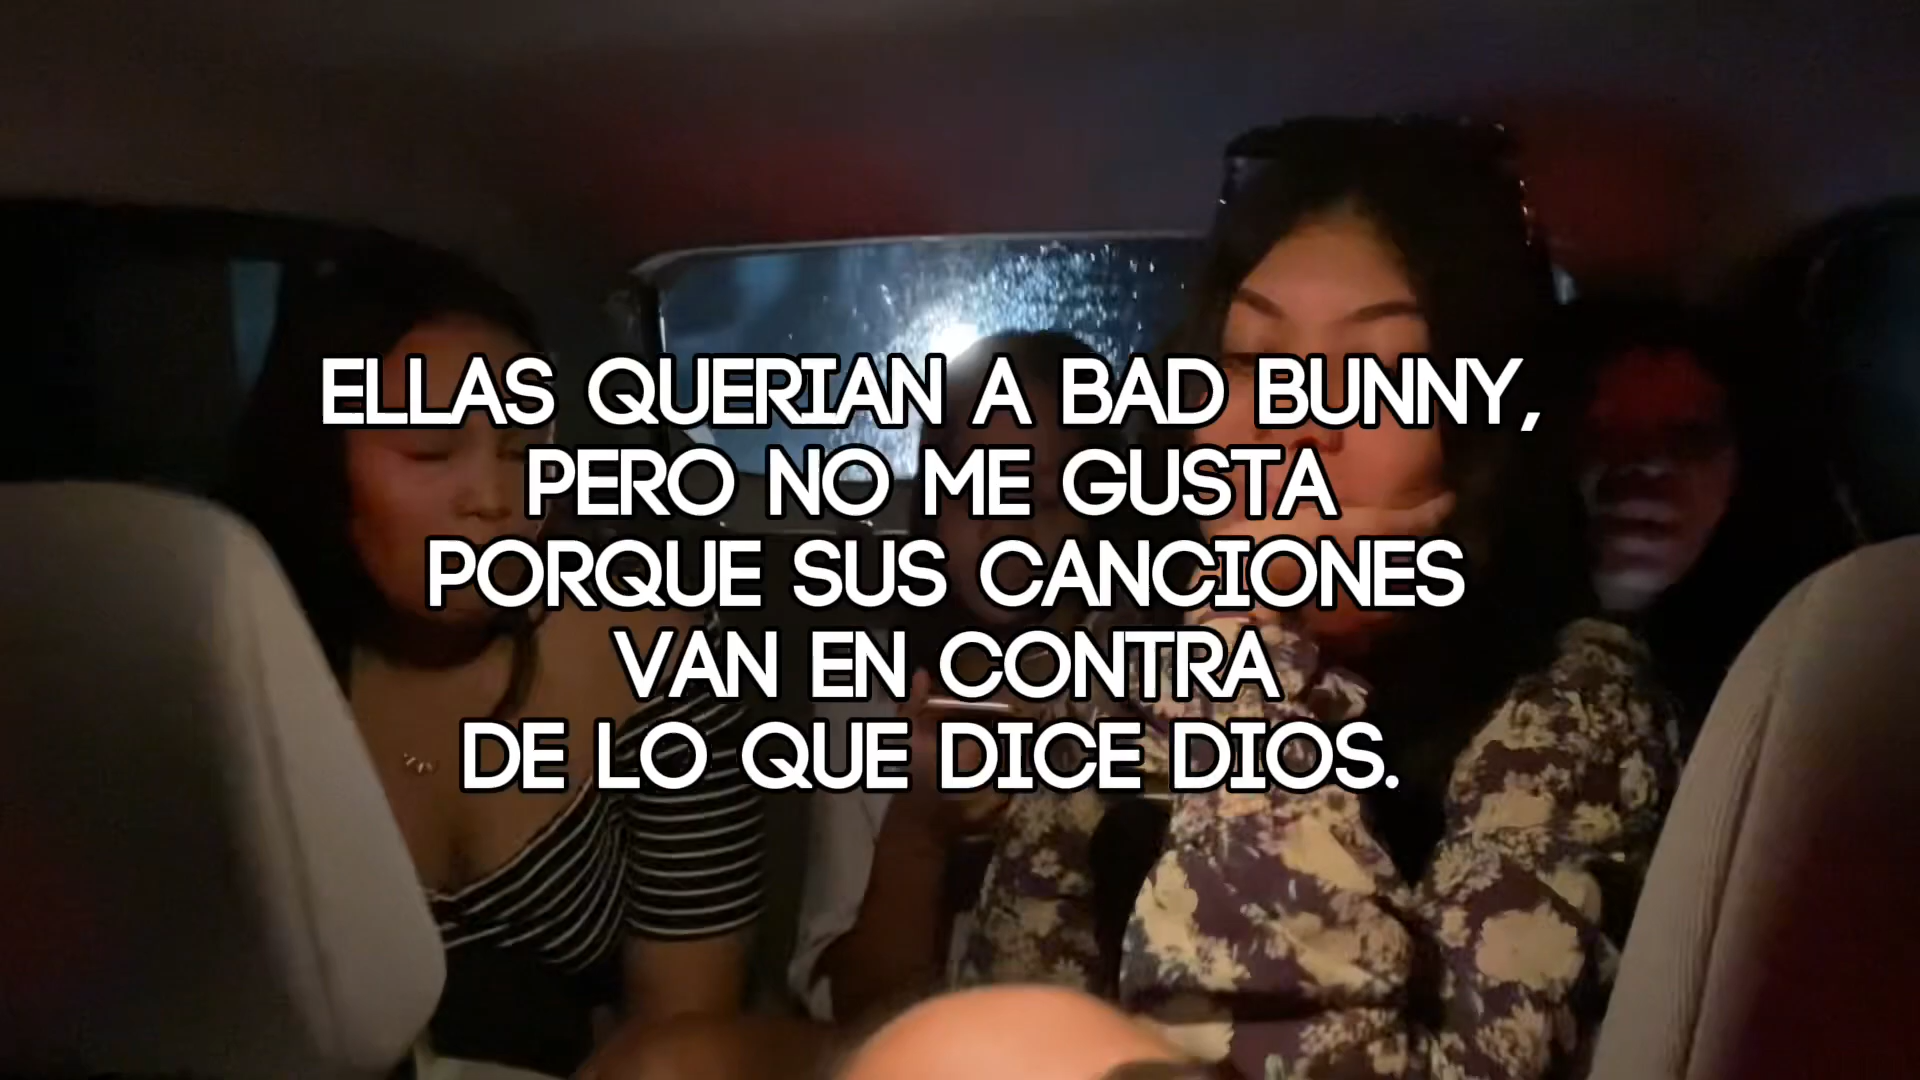 ELLAS QUERIAN A BAD BUNNY,
PERO NO ME GUSTA
PORQUE SUS CANCIONES
VAN EN CONTRA
DE LO QUE DICE DIOS.